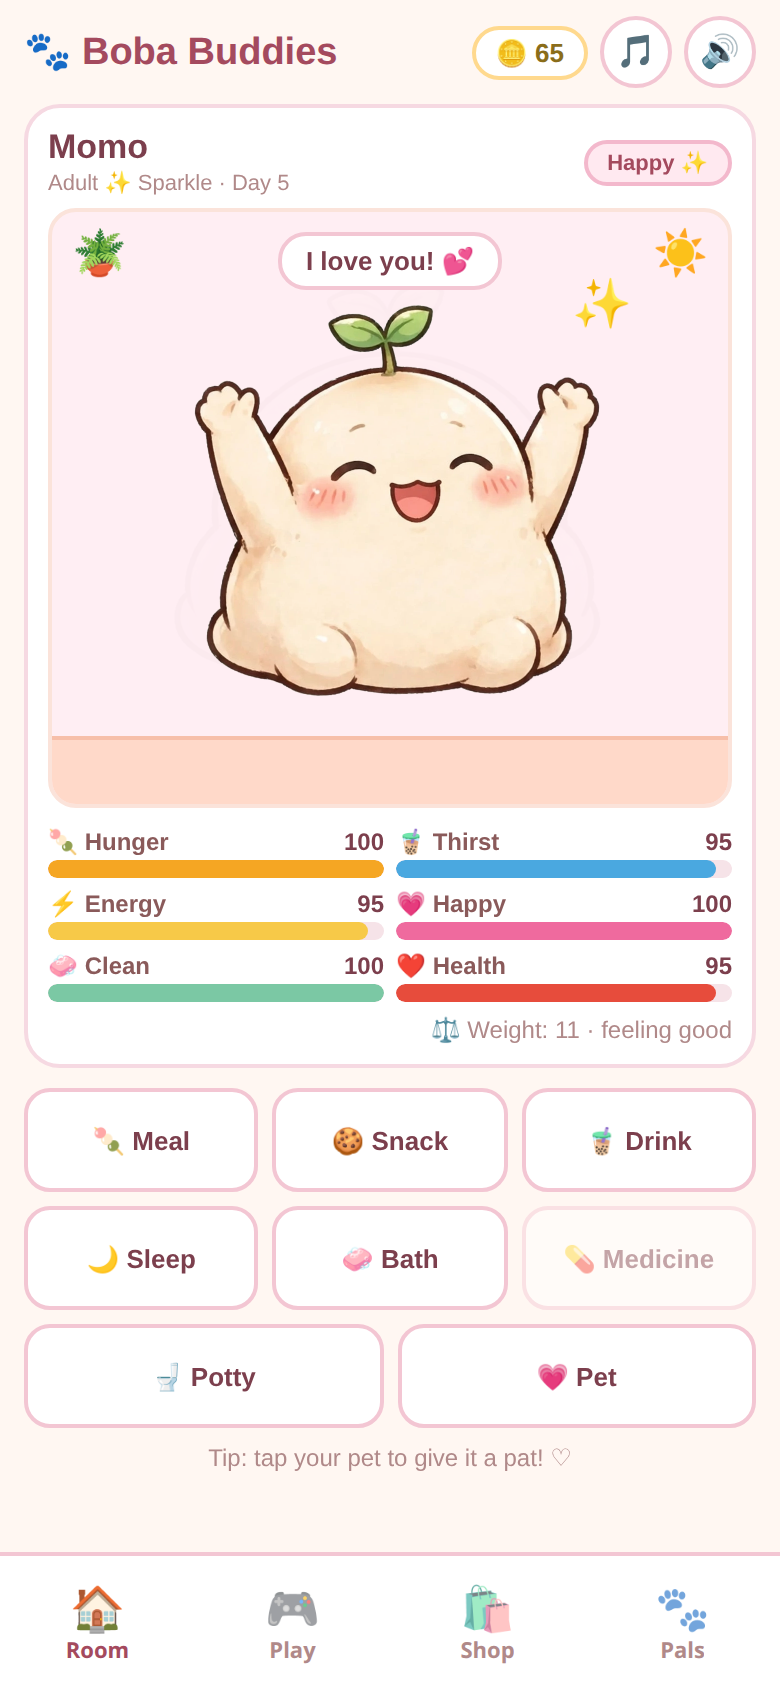 🐾 Boba Buddies
🪙 65
🎵 🔊
Momo
Adult ✨ Sparkle · Day 5
Happy ✨
I love you! 💕
🍡 Hunger 100
🧋 Thirst 95
⚡ Energy 95
💗 Happy 100
🧼 Clean 100
❤️ Health 95
⚖️ Weight: 11 · feeling good
🍡 Meal
🍪 Snack
🧋 Drink
🌙 Sleep
🧼 Bath
💊 Medicine
🚽 Potty
💗 Pet
Tip: tap your pet to give it a pat! ♡
Room
Play
Shop
Pals